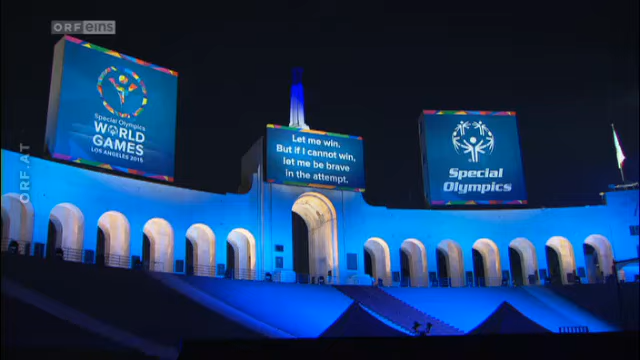 ORF eins
Special Olympics
WORLD
GAMES
LOS ANGELES 2015
Let me win.
But if I cannot win,
let me be brave
in the attempt.
Special
Olympics
ORF.AT